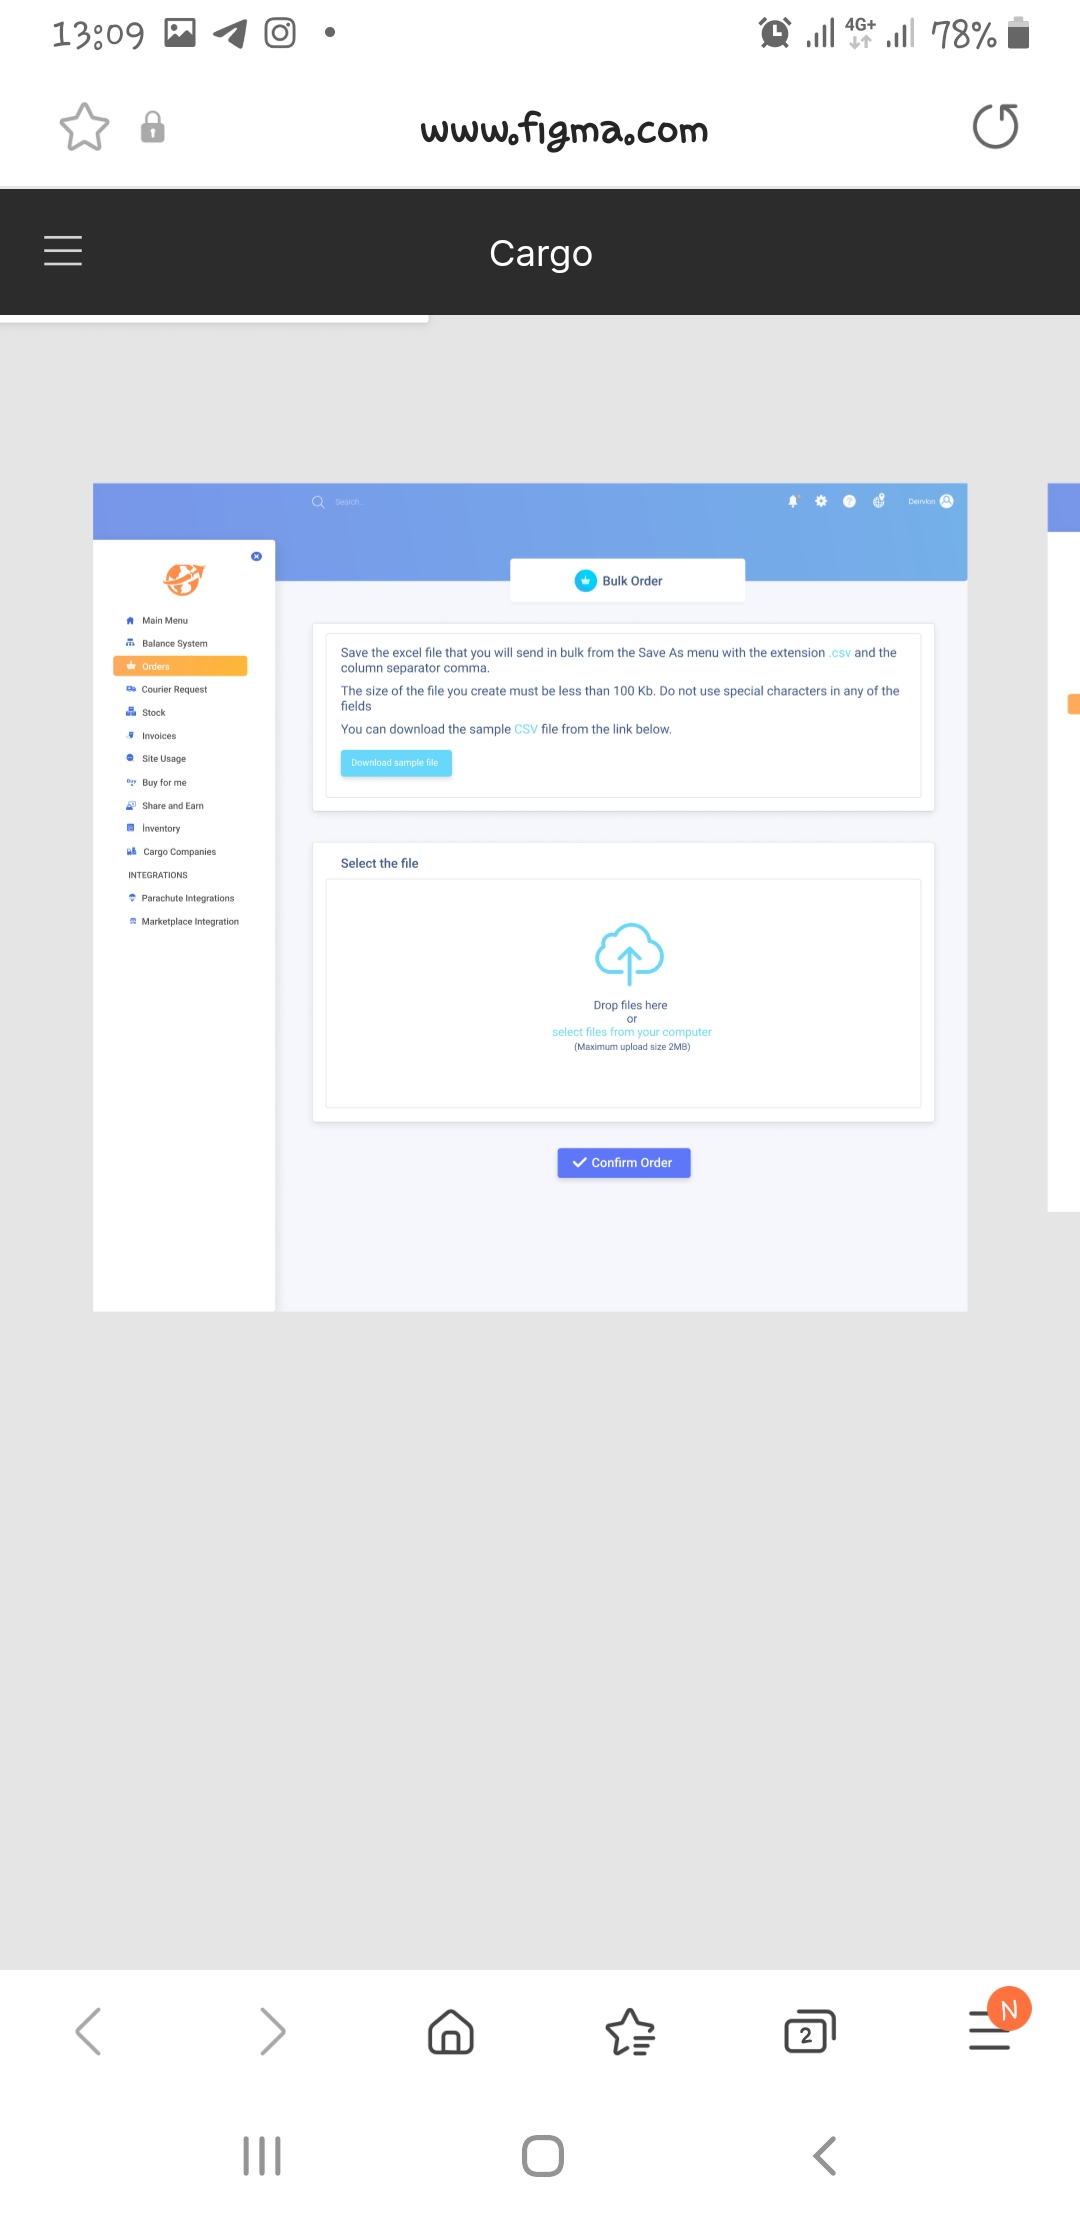 13:09
4G+
78%
www.figma.com
Cargo
Search..
Deirvlon
Bulk Order
Main Menu
Balance System
Orders
Courier Request
Stock
Invoices
Site Usage
Buy for me
Share and Earn
İnventory
Cargo Companies
INTEGRATIONS
Parachute Integrations
Marketplace Integration
Save the excel file that you will send in bulk from the Save As menu with the extension .csv and the
column separator comma.
The size of the file you create must be less than 100 Kb. Do not use special characters in any of the
fields
You can download the sample CSV file from the link below.
Download sample file
Select the file
Drop files here
or
select files from your computer
(Maximum upload size 2MB)
Confirm Order
2
N